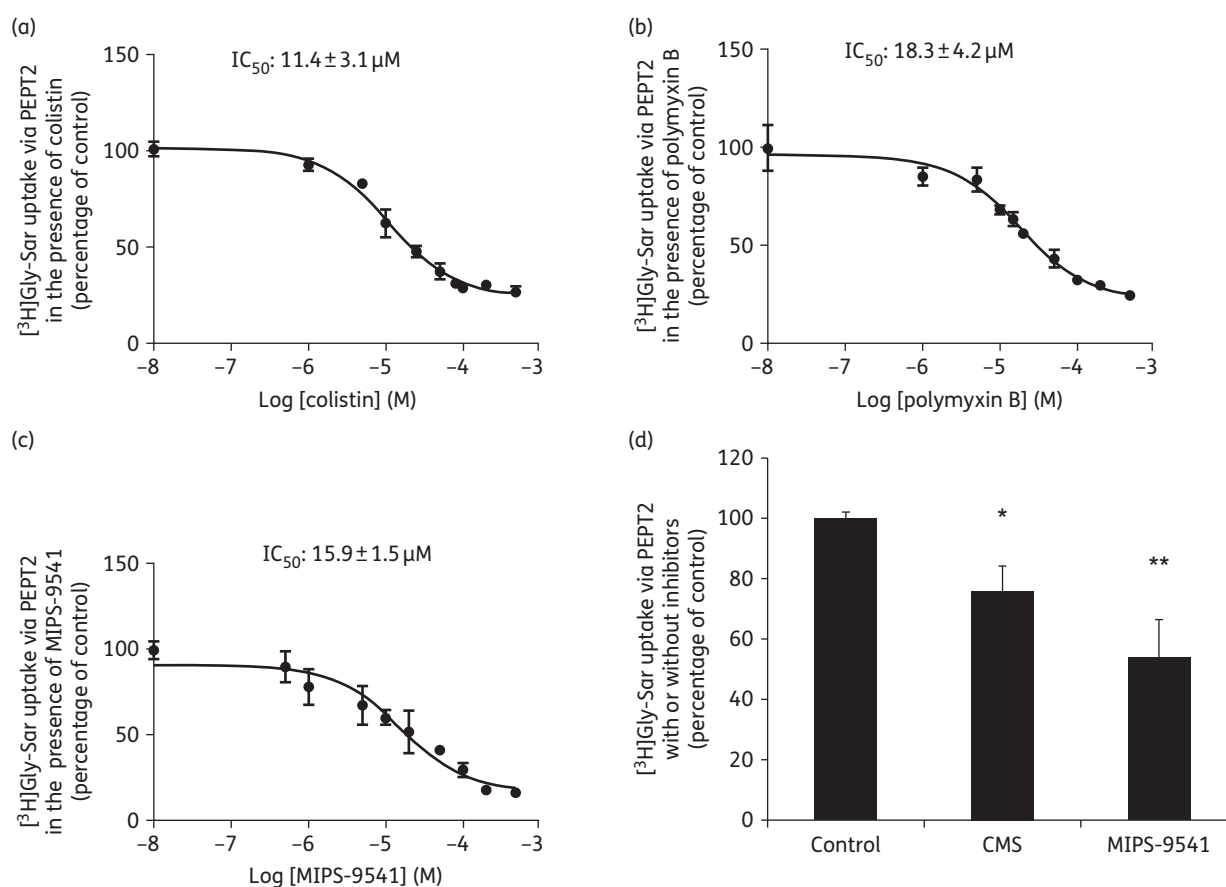 (a)
[³H]Gly-Sar uptake via PEPT2
in the presence of colistin
(percentage of control)
150
100
50
0
IC₅₀: 11.4 ± 3.1 µM
−8 −7 −6 −5 −4 −3
Log [colistin] (M)
(b)
[³H]Gly-Sar uptake via PEPT2
in the presence of polymyxin B
(percentage of control)
150
100
50
0
IC₅₀: 18.3 ± 4.2 µM
−8 −7 −6 −5 −4 −3
Log [polymyxin B] (M)
(c)
[³H]Gly-Sar uptake via PEPT2
in the presence of MIPS-9541
(percentage of control)
150
100
50
0
IC₅₀: 15.9 ± 1.5 µM
−8 −7 −6 −5 −4 −3
Log [MIPS-9541] (M)
(d)
[³H]Gly-Sar uptake via PEPT2
with or without inhibitors
(percentage of control)
120
100
80
60
40
20
0
*
**
Control CMS MIPS-9541